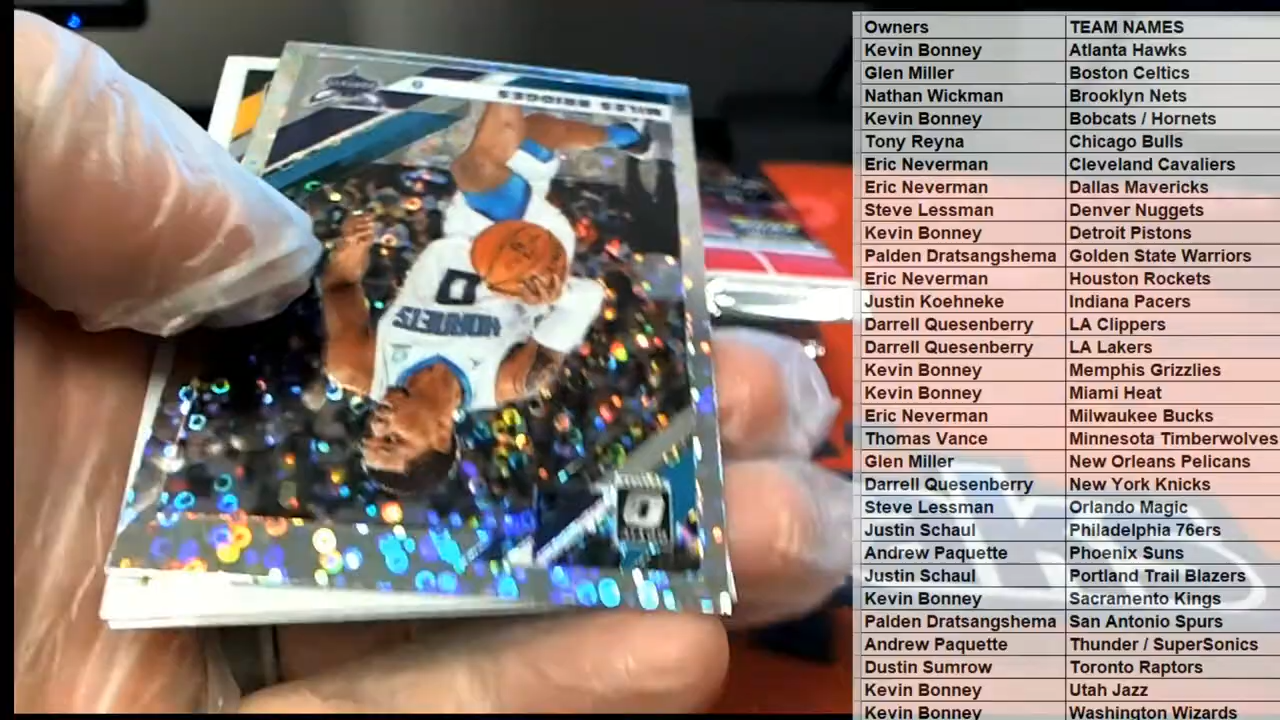 MILES BRIDGES
0
HORNETS
Owners TEAM NAMES
Kevin Bonney Atlanta Hawks
Glen Miller Boston Celtics
Nathan Wickman Brooklyn Nets
Kevin Bonney Bobcats / Hornets
Tony Reyna Chicago Bulls
Eric Neverman Cleveland Cavaliers
Eric Neverman Dallas Mavericks
Steve Lessman Denver Nuggets
Kevin Bonney Detroit Pistons
Palden Dratsangshema Golden State Warriors
Eric Neverman Houston Rockets
Justin Koehneke Indiana Pacers
Darrell Quesenberry LA Clippers
Darrell Quesenberry LA Lakers
Kevin Bonney Memphis Grizzlies
Kevin Bonney Miami Heat
Eric Neverman Milwaukee Bucks
Thomas Vance Minnesota Timberwolves
Glen Miller New Orleans Pelicans
Darrell Quesenberry New York Knicks
Steve Lessman Orlando Magic
Justin Schaul Philadelphia 76ers
Andrew Paquette Phoenix Suns
Justin Schaul Portland Trail Blazers
Kevin Bonney Sacramento Kings
Palden Dratsangshema San Antonio Spurs
Andrew Paquette Thunder / SuperSonics
Dustin Sumrow Toronto Raptors
Kevin Bonney Utah Jazz
Kevin Bonney Washington Wizards